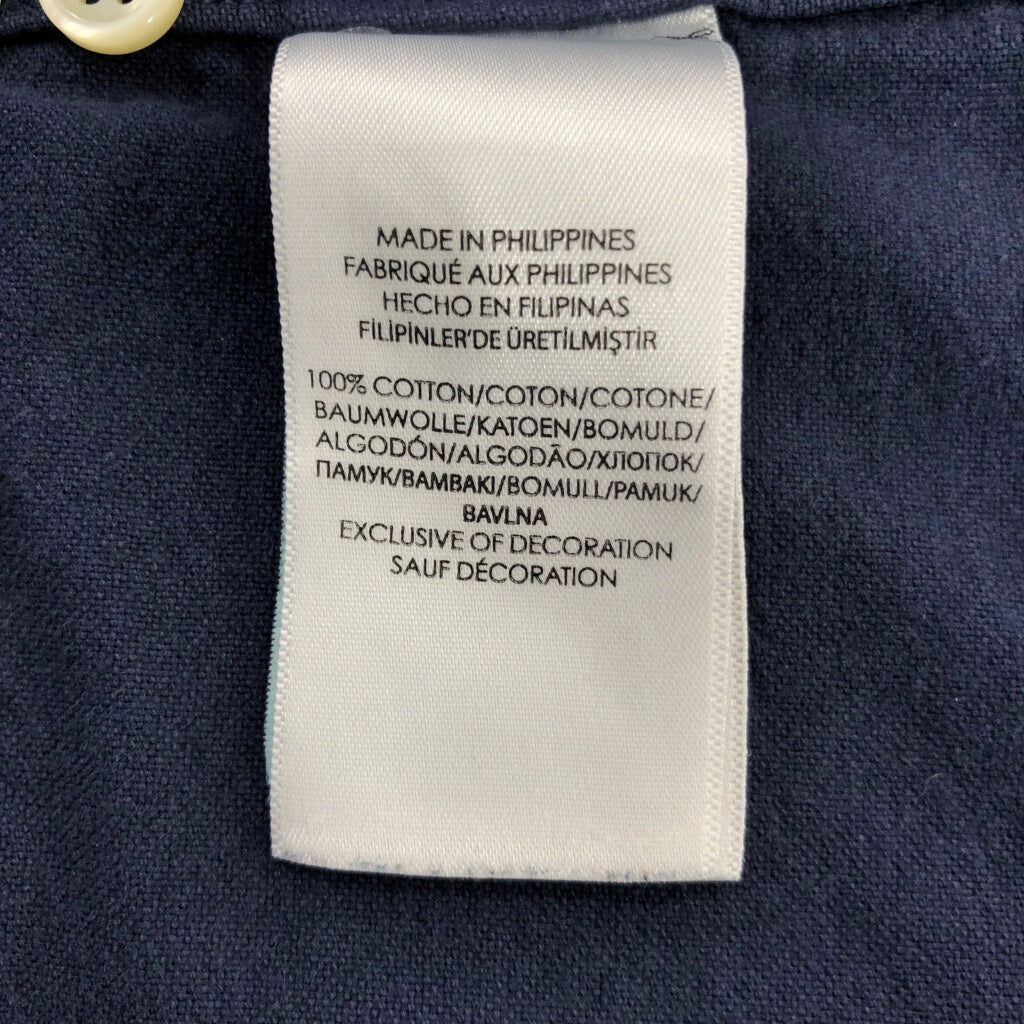 MADE IN PHILIPPINES
FABRIQUÉ AUX PHILIPPINES
HECHO EN FILIPINAS
FİLİPİNLER'DE ÜRETİLMİŞTİR
100% COTTON/COTON/COTONE/
BAUMWOLLE/KATOEN/BOMULD/
ALGODÓN/ALGODÃO/ХЛОПОК/
ПАМУК/ΒΑΜΒΑΚΙ/BOMULL/PAMUK/
BAVLNA
EXCLUSIVE OF DECORATION
SAUF DÉCORATION